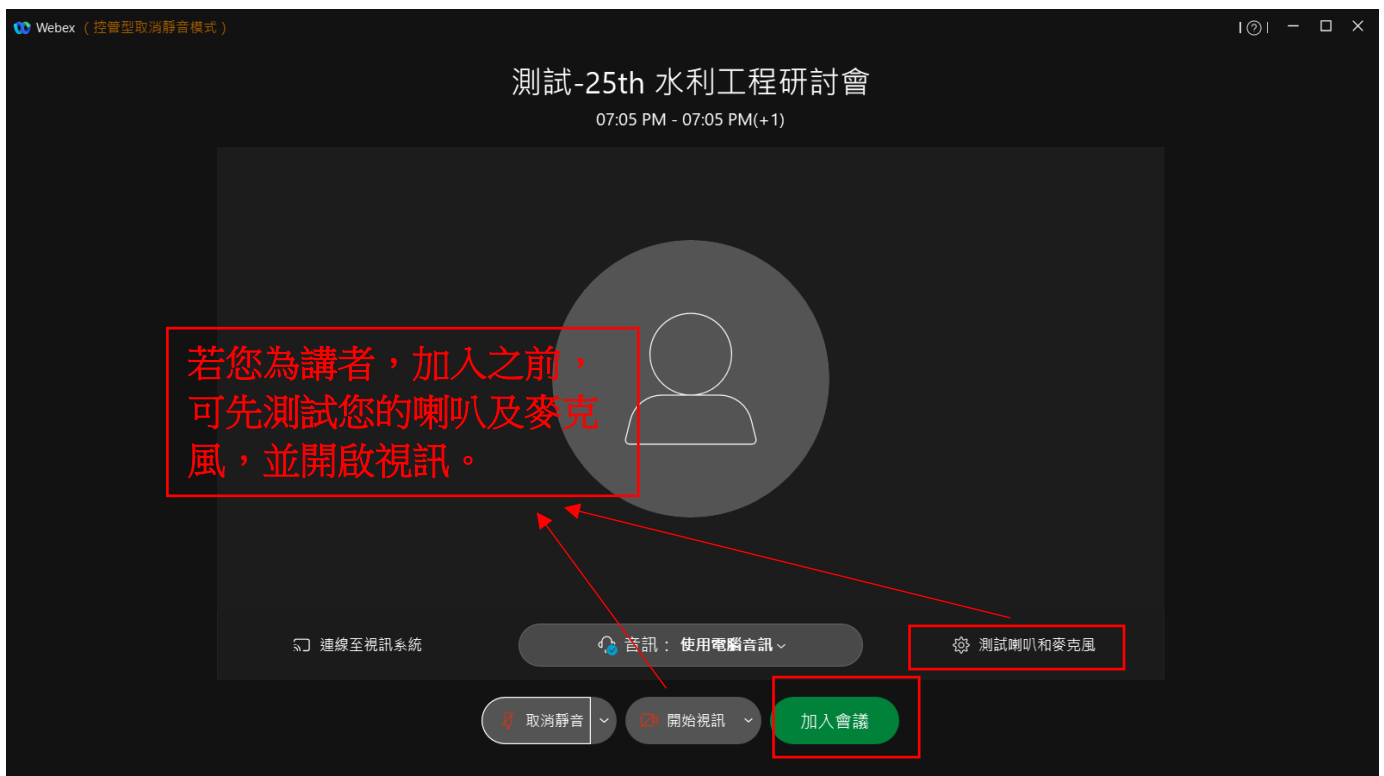 Webex（控管型取消靜音模式）
測試-25th 水利工程研討會
07:05 PM - 07:05 PM(+1)
若您為講者，加入之前，
可先測試您的喇叭及麥克
風，並開啟視訊。
連線至視訊系統
音訊： 使用電腦音訊
測試喇叭和麥克風
取消靜音
開始視訊
加入會議